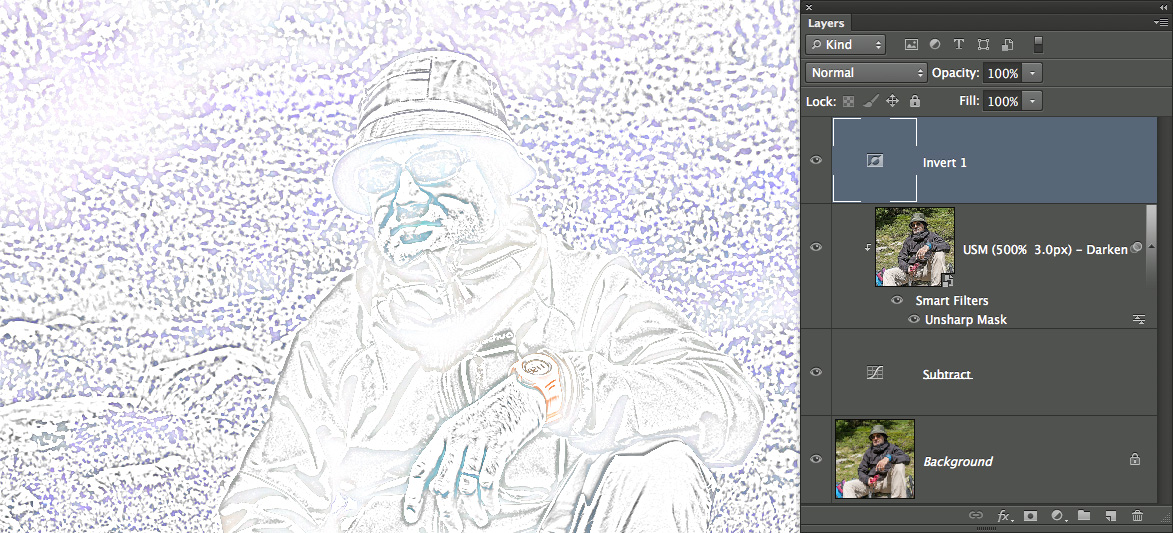 Layers
Kind
Normal
Opacity: 100%
Lock:
Fill: 100%
Invert 1
USM (500% 3.0px) – Darken
Smart Filters
Unsharp Mask
Subtract
Background
fx